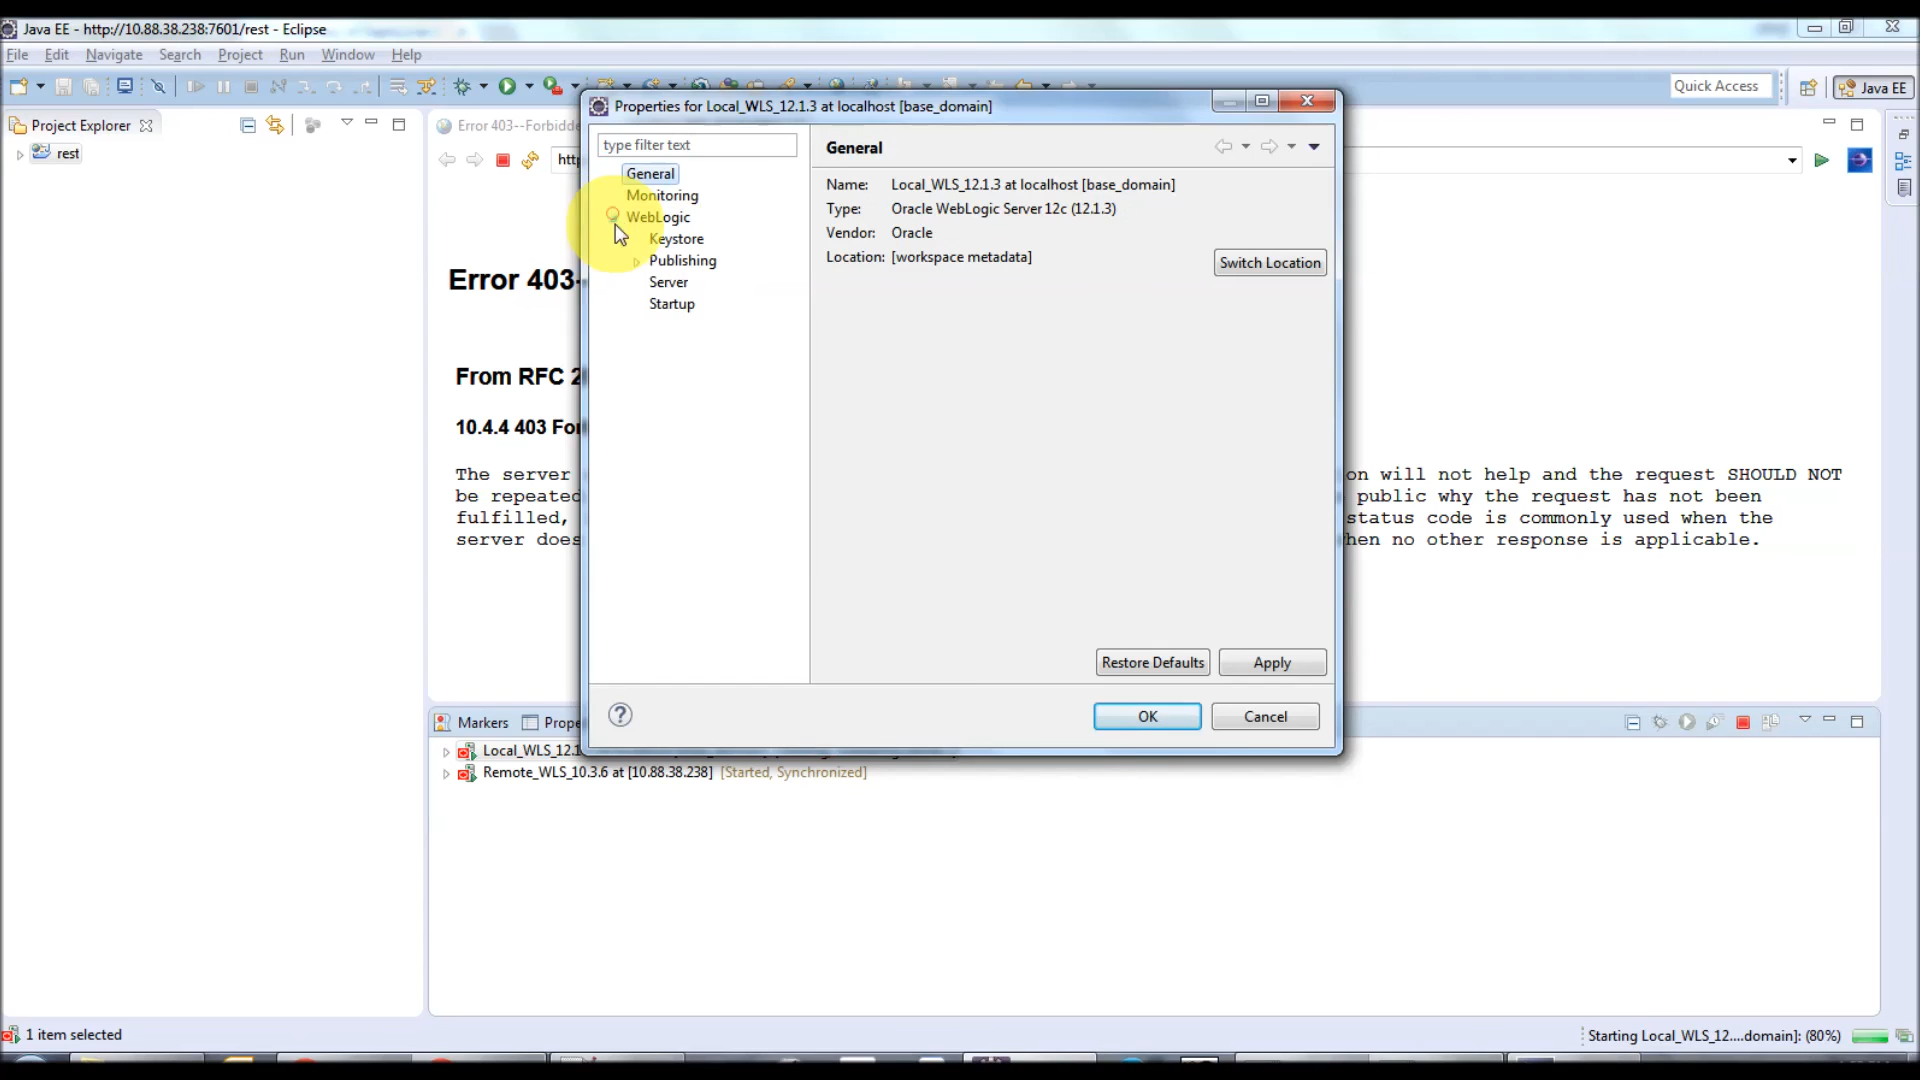 Java EE - http://10.88.38.238:7601/rest - Eclipse
File Edit Navigate Search Project Run Window Help
Quick Access
Java EE
Project Explorer
rest
Error 403--Forbidde
htt
Properties for Local_WLS_12.1.3 at localhost [base_domain]
type filter text
General
Monitoring
WebLogic
Keystore
Publishing
Server
Startup
General
Name: Local_WLS_12.1.3 at localhost [base_domain]
Type: Oracle WebLogic Server 12c (12.1.3)
Vendor: Oracle
Location: [workspace metadata]
Switch Location
Restore Defaults Apply
OK Cancel
Error 403-
From RFC 2
10.4.4 403 For
The server on will not help and the request SHOULD NOT
be repeated public why the request has not been
fulfilled, status code is commonly used when the
server does hen no other response is applicable.
Markers Prope
Local_WLS_12.1
Remote_WLS_10.3.6 at [10.88.38.238] [Started, Synchronized]
1 item selected
Starting Local_WLS_12....domain]: (80%)